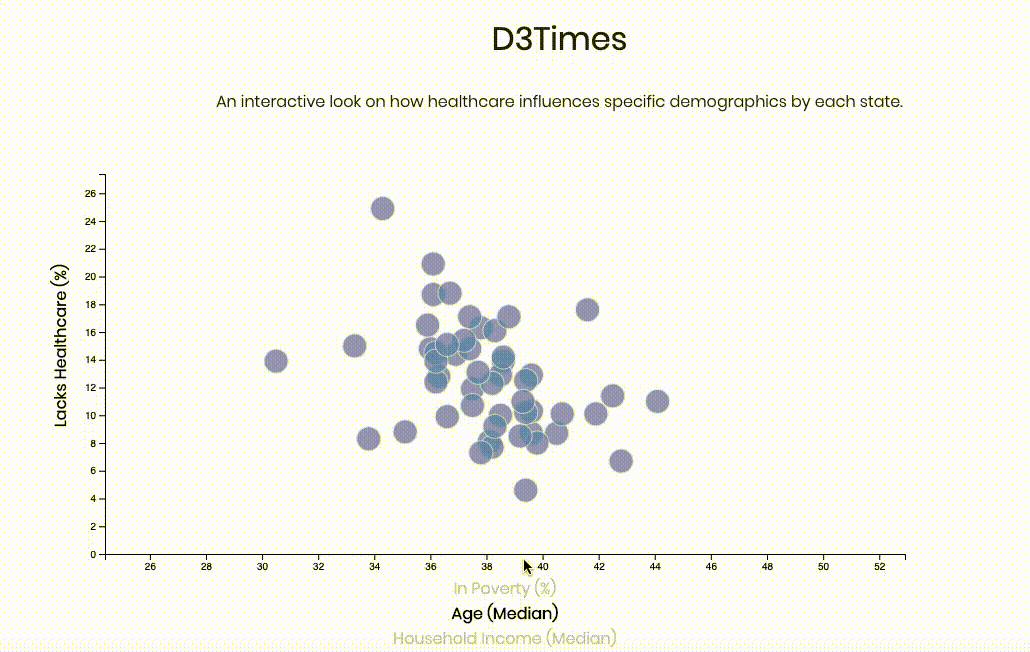 D3Times
An interactive look on how healthcare influences specific demographics by each state.
Lacks Healthcare (%)
26
24
22
20
18
16
14
12
10
8
6
4
2
0
26 28 30 32 34 36 38 40 42 44 46 48 50 52
In Poverty (%)
Age (Median)
Household Income (Median)